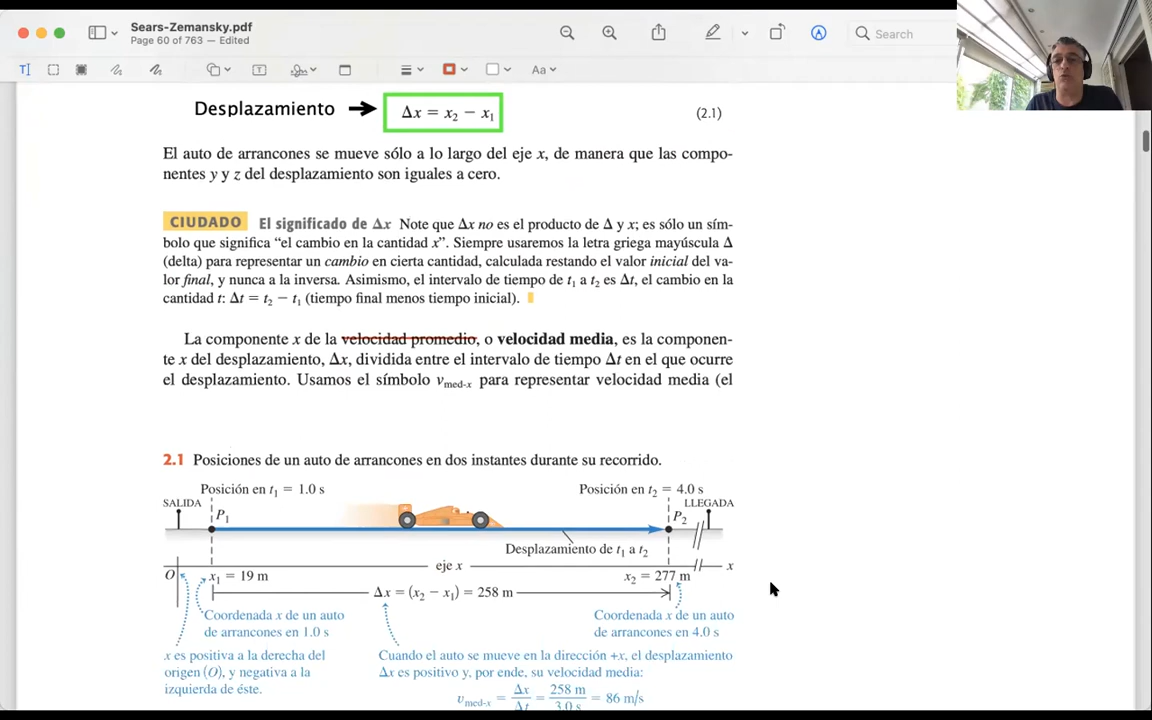 Sears-Zemansky.pdf
Page 60 of 763 — Edited
Search
Aa
Desplazamiento Δx = x₂ − x₁ (2.1)
El auto de arrancones se mueve sólo a lo largo del eje x, de manera que las compo-
nentes y y z del desplazamiento son iguales a cero.
CIUDADO El significado de Δx Note que Δx no es el producto de Δ y x; es sólo un sím-
bolo que significa “el cambio en la cantidad x”. Siempre usaremos la letra griega mayúscula Δ
(delta) para representar un cambio en cierta cantidad, calculada restando el valor inicial del va-
lor final, y nunca a la inversa. Asimismo, el intervalo de tiempo de t₁ a t₂ es Δt, el cambio en la
cantidad t: Δt = t₂ − t₁ (tiempo final menos tiempo inicial).
La componente x de la velocidad promedio, o velocidad media, es la componen-
te x del desplazamiento, Δx, dividida entre el intervalo de tiempo Δt en el que ocurre
el desplazamiento. Usamos el símbolo vmed-x para representar velocidad media (el
2.1 Posiciones de un auto de arrancones en dos instantes durante su recorrido.
Posición en t₁ = 1.0 s
Posición en t₂ = 4.0 s
SALIDA
LLEGADA
P₁
P₂
Desplazamiento de t₁ a t₂
eje x
x
O
x₁ = 19 m
x₂ = 277 m
Δx = (x₂ − x₁) = 258 m
Coordenada x de un auto
de arrancones en 1.0 s
Coordenada x de un auto
de arrancones en 4.0 s
x es positiva a la derecha del
origen (O), y negativa a la
izquierda de éste.
Cuando el auto se mueve en la dirección +x, el desplazamiento
Δx es positivo y, por ende, su velocidad media:
vmed-x = Δx/Δt = 258 m/3.0 s = 86 m/s